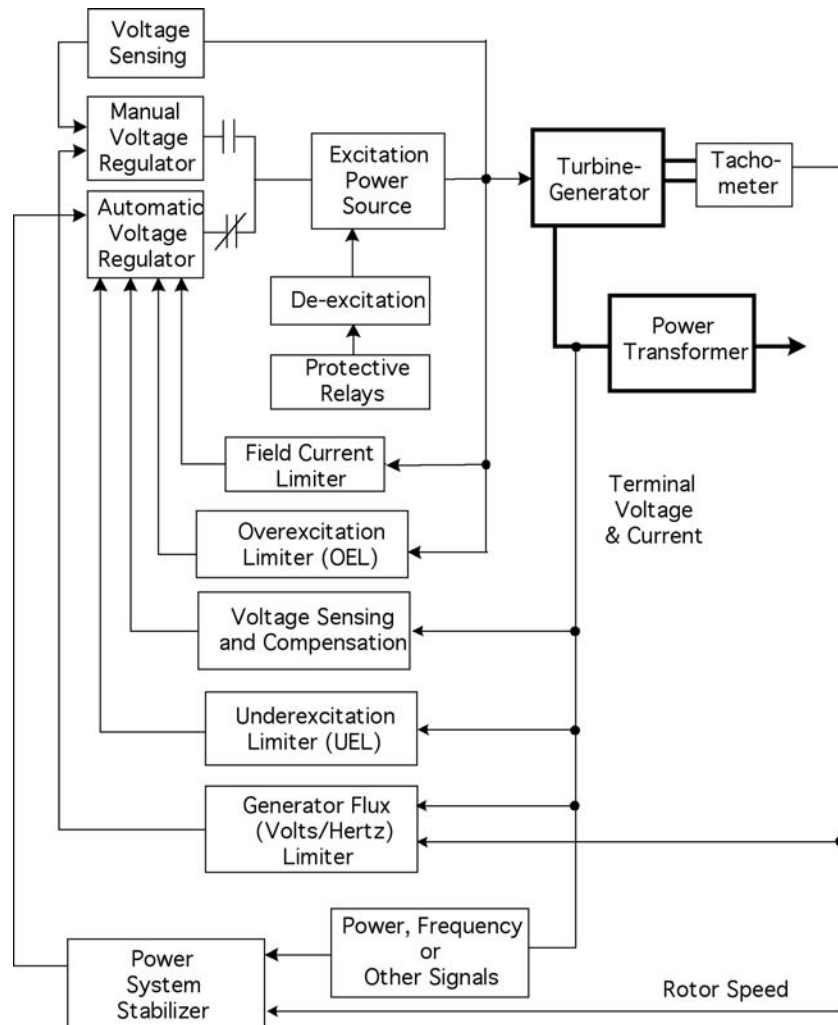 Voltage
Sensing
Manual
Voltage
Regulator
Automatic
Voltage
Regulator
Excitation
Power
Source
Turbine-
Generator
Tacho-
meter
De-excitation
Protective
Relays
Power
Transformer
Field Current
Limiter
Terminal
Voltage
& Current
Overexcitation
Limiter (OEL)
Voltage Sensing
and Compensation
Underexcitation
Limiter (UEL)
Generator Flux
(Volts/Hertz)
Limiter
Power, Frequency
or
Other Signals
Power
System
Stabilizer
Rotor Speed